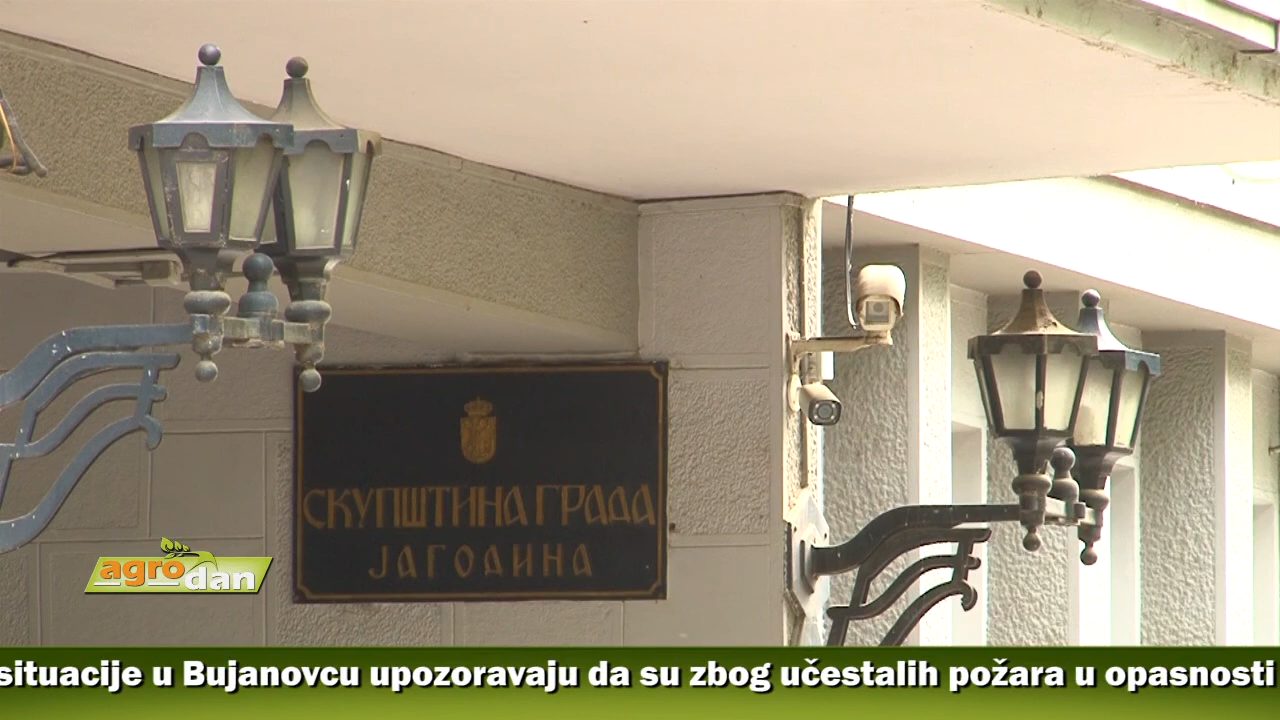 СКУПШТИНА ГРАДА
ЈАГОДИНА
agro
dan
situacije u Bujanovcu upozoravaju da su zbog učestalih požara u opasnosti